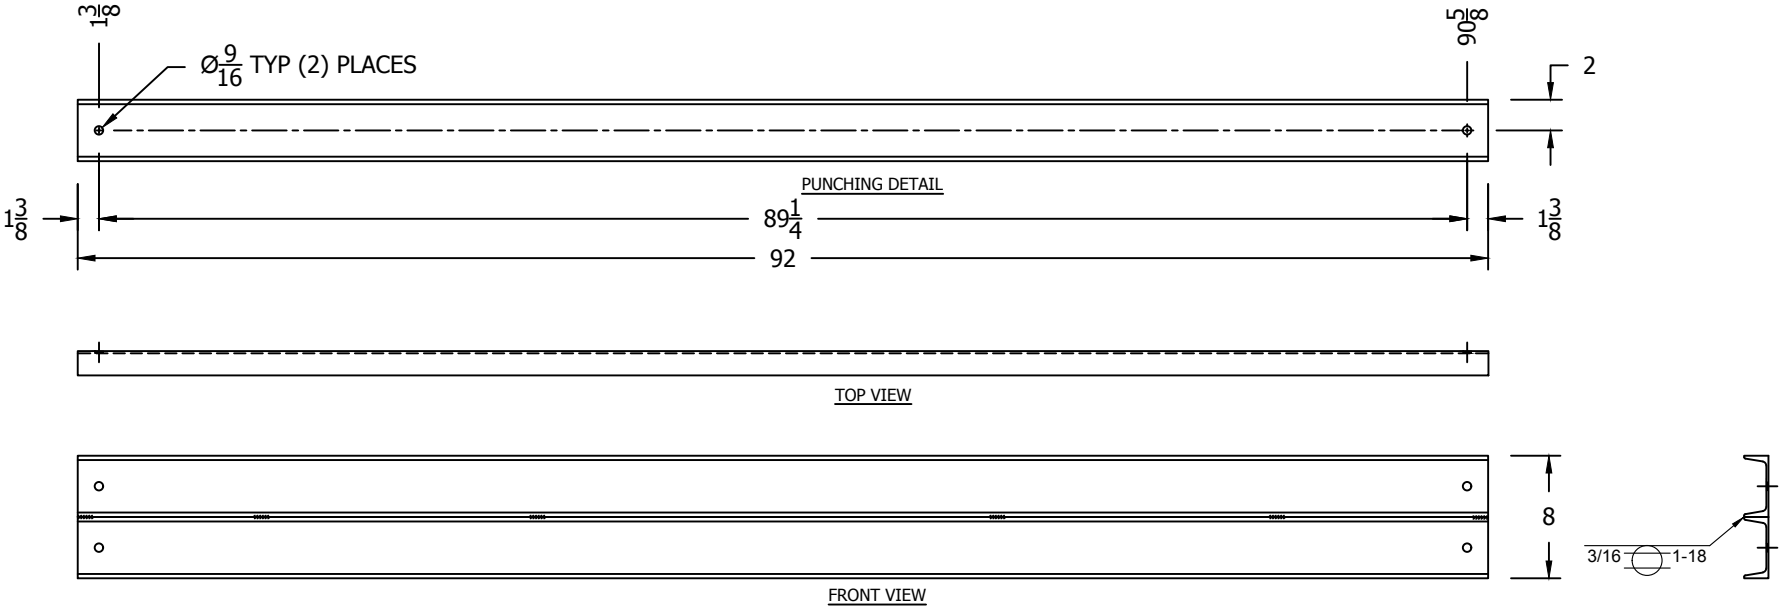 1 3/8
90 5/8
Ø 9/16 TYP (2) PLACES
2
PUNCHING DETAIL
1 3/8
89 1/4
1 3/8
92
TOP VIEW
8
3/16
1-18
FRONT VIEW